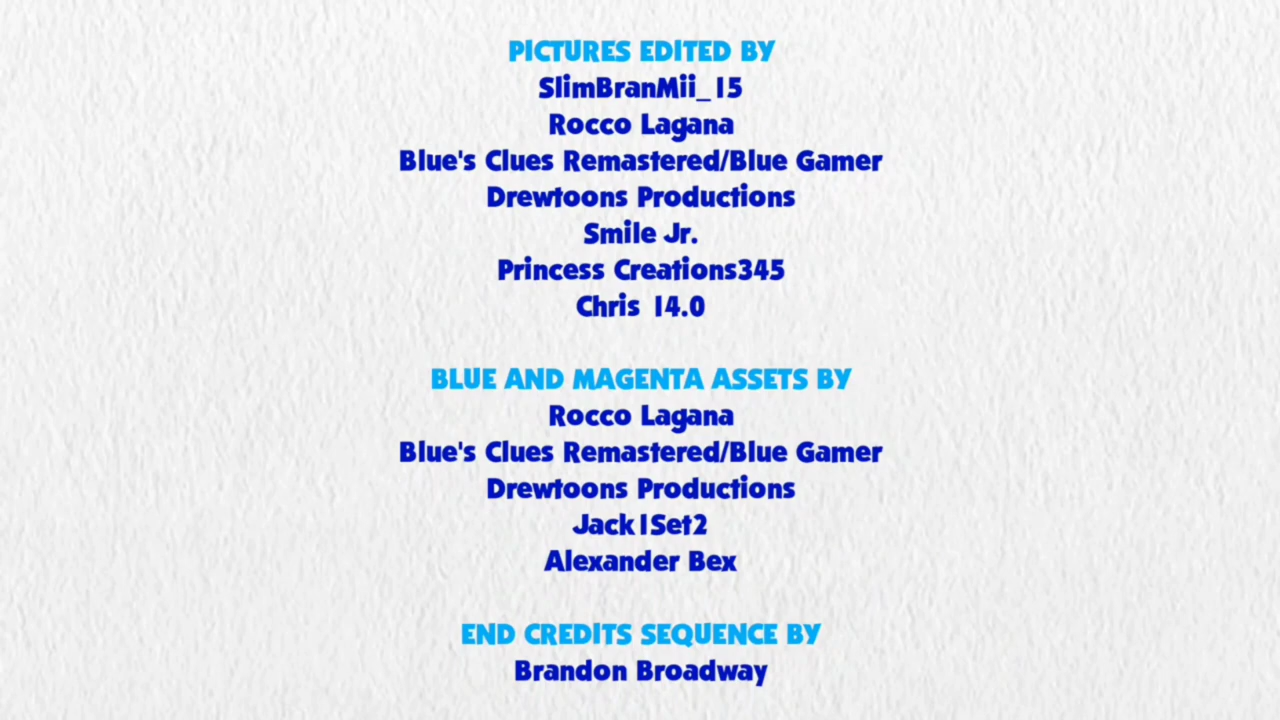 PICTURES EDITED BY
SlimBranMii_15
Rocco Lagana
Blue's Clues Remastered/Blue Gamer
Drewtoons Productions
Smile Jr.
Princess Creations345
Chris 14.0
BLUE AND MAGENTA ASSETS BY
Rocco Lagana
Blue's Clues Remastered/Blue Gamer
Drewtoons Productions
Jack1Set2
Alexander Bex
END CREDITS SEQUENCE BY
Brandon Broadway